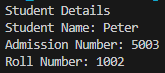 Student Details
Student Name: Peter
Admission Number: 5003
Roll Number: 1002